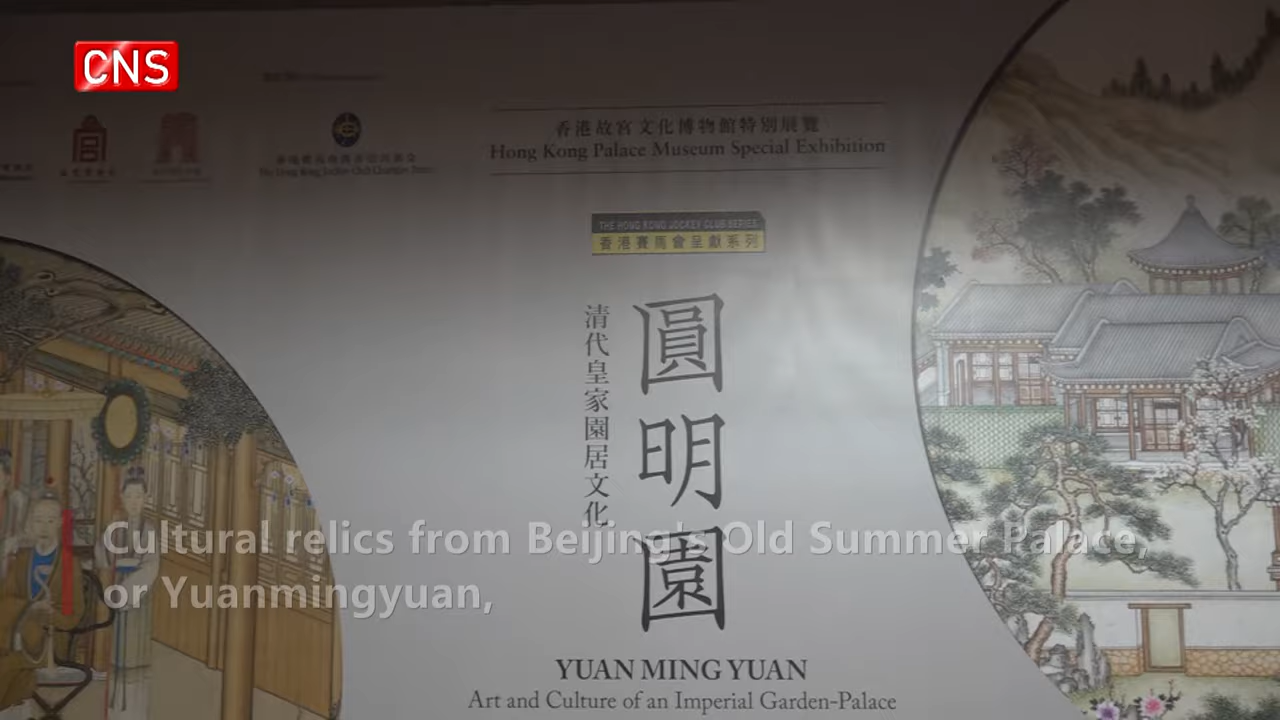 CNS
香港故宮文化博物館特別展覽
Hong Kong Palace Museum Special Exhibition
THE HONG KONG JOCKEY CLUB SERIES
香港賽馬會呈獻系列
圓明園
清代皇家園居文化
Cultural relics from Beijing's Old Summer Palace,
or Yuanmingyuan,
YUAN MING YUAN
Art and Culture of an Imperial Garden-Palace